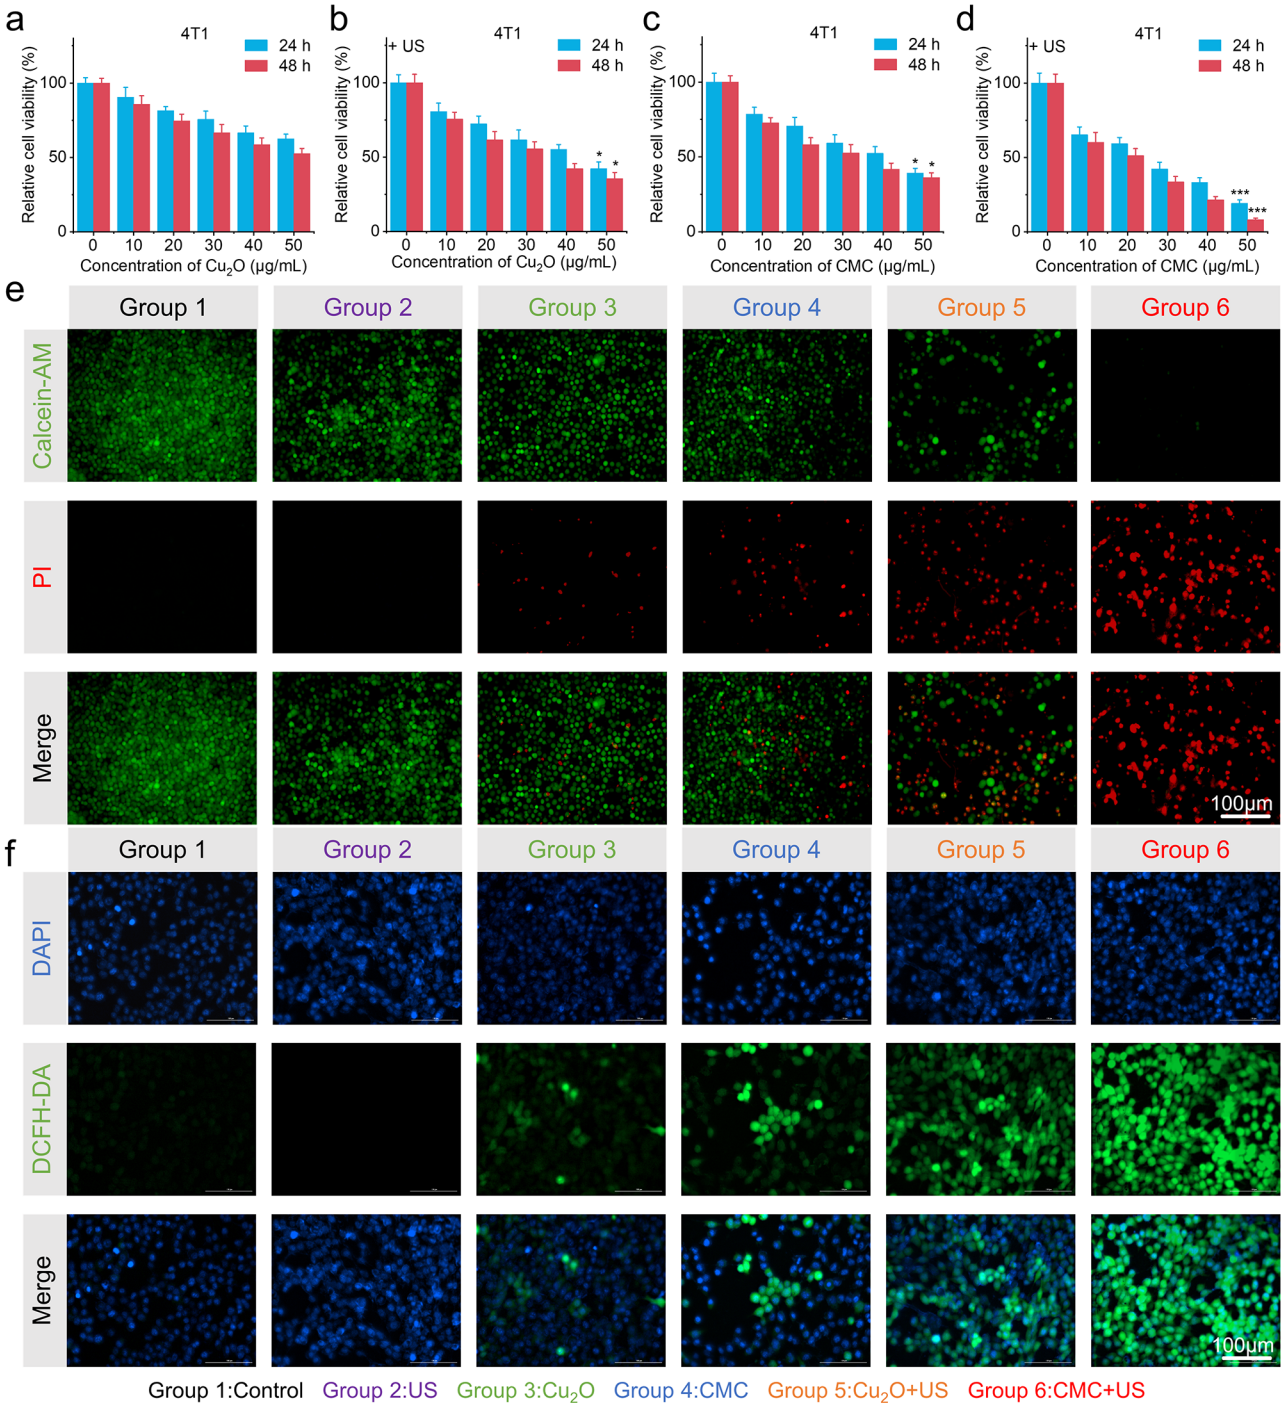 a
4T1
24 h
48 h
Relative cell viability (%)
100
50
0
0 10 20 30 40 50
Concentration of Cu₂O (μg/mL)
b
+ US
4T1
24 h
48 h
Relative cell viability (%)
100
50
0
* *
0 10 20 30 40 50
Concentration of Cu₂O (μg/mL)
c
4T1
24 h
48 h
Relative cell viability (%)
100
50
0
* *
0 10 20 30 40 50
Concentration of CMC (μg/mL)
d
+ US
4T1
24 h
48 h
Relative cell viability (%)
100
50
0
*** ***
0 10 20 30 40 50
Concentration of CMC (μg/mL)
e
Group 1 Group 2 Group 3 Group 4 Group 5 Group 6
Calcein-AM
PI
Merge
100μm
f
Group 1 Group 2 Group 3 Group 4 Group 5 Group 6
DAPI
DCFH-DA
Merge
100μm
Group 1:Control Group 2:US Group 3:Cu₂O Group 4:CMC Group 5:Cu₂O+US Group 6:CMC+US